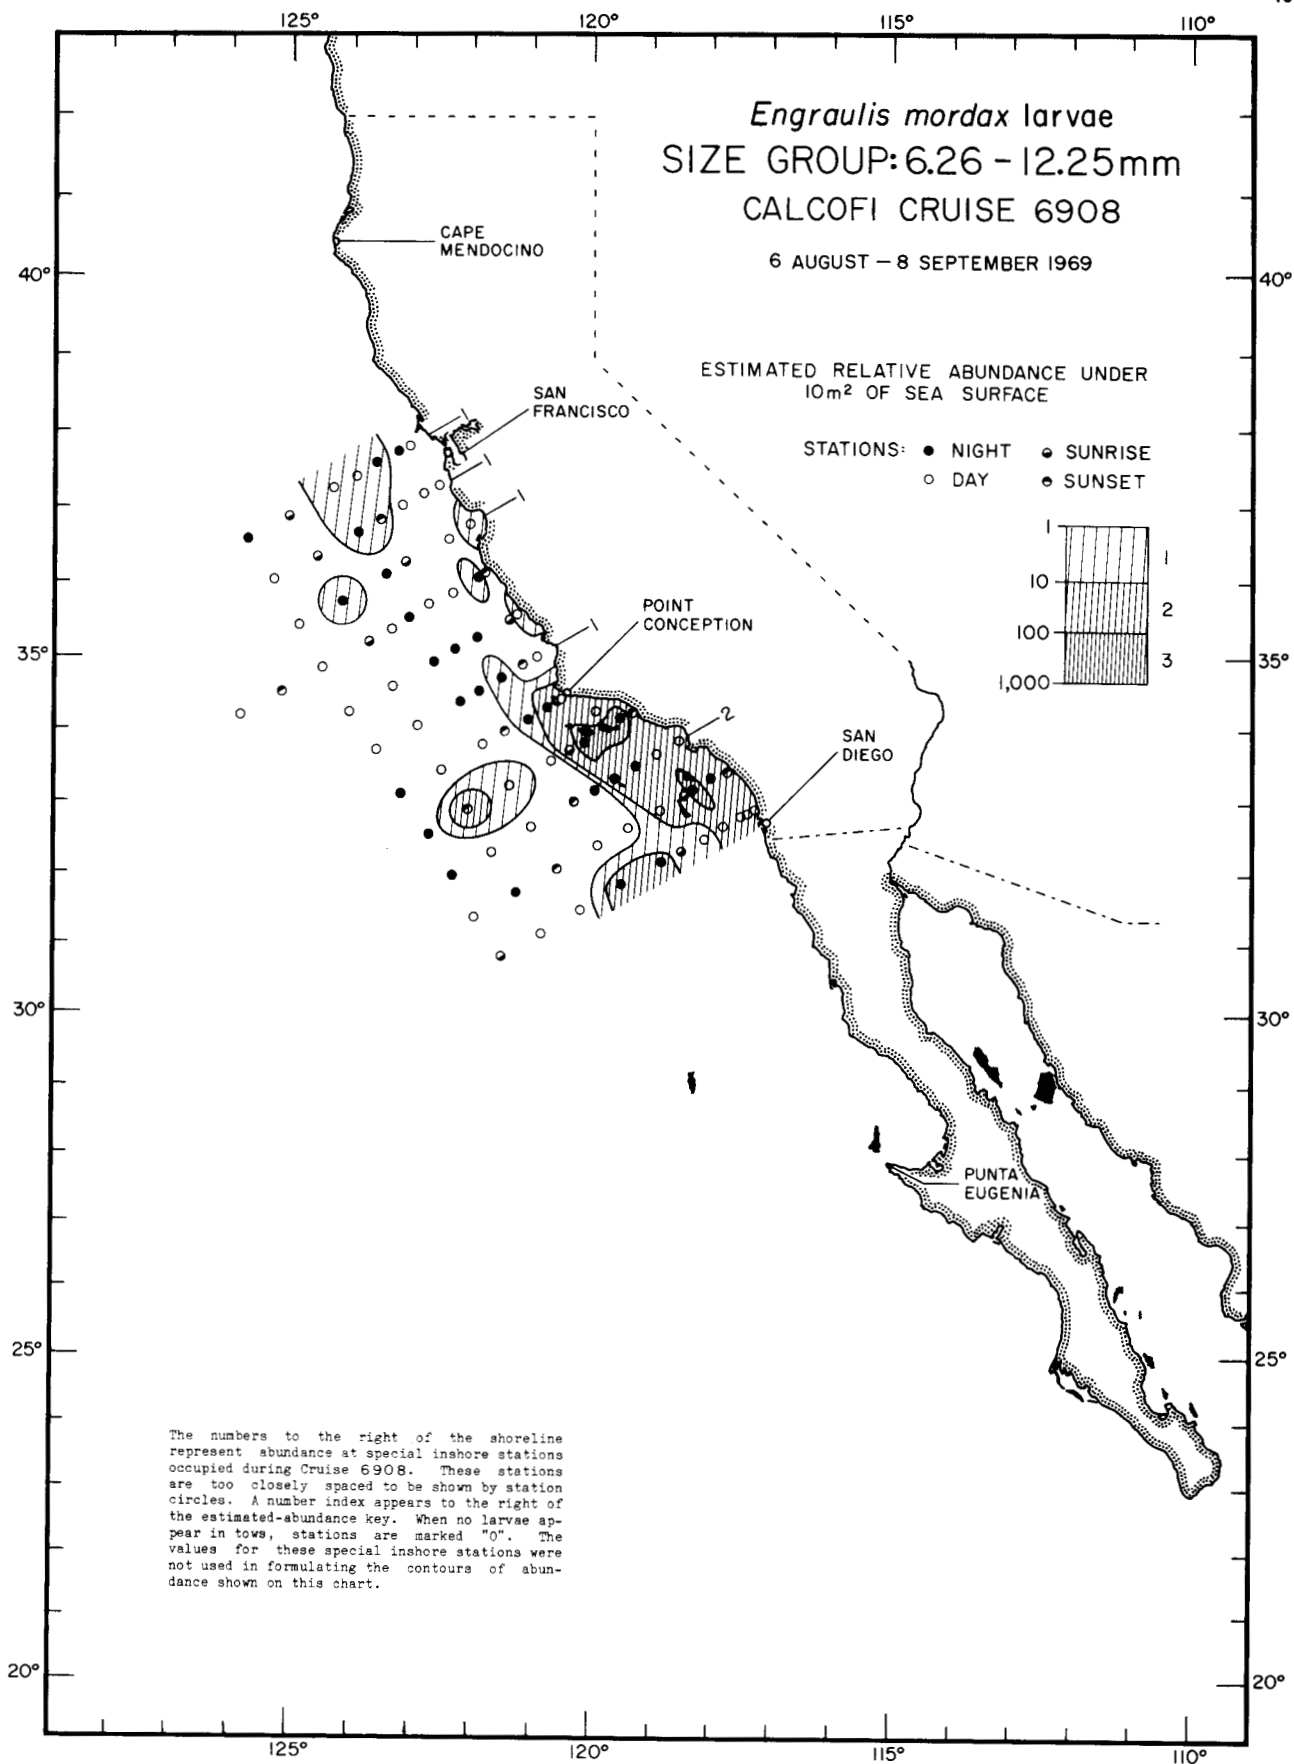 125°
120°
115°
110°
Engraulis mordax larvae
SIZE GROUP: 6.26 – 12.25mm
CALCOFI CRUISE 6908
6 AUGUST – 8 SEPTEMBER 1969
CAPE
MENDOCINO
40°
40°
ESTIMATED RELATIVE ABUNDANCE UNDER
10m² OF SEA SURFACE
SAN
FRANCISCO
STATIONS: ● NIGHT
SUNRISE
○ DAY
SUNSET
1
1
1
1
10
100
1,000
1
2
3
POINT
CONCEPTION
1
35°
35°
2
SAN
DIEGO
30°
30°
PUNTA
EUGENIA
25°
25°
The numbers to the right of the shoreline
represent abundance at special inshore stations
occupied during Cruise 6908. These stations
are too closely spaced to be shown by station
circles. A number index appears to the right of
the estimated-abundance key. When no larvae ap-
pear in tows, stations are marked "0". The
values for these special inshore stations were
not used in formulating the contours of abun-
dance shown on this chart.
20°
20°
125°
120°
115°
110°